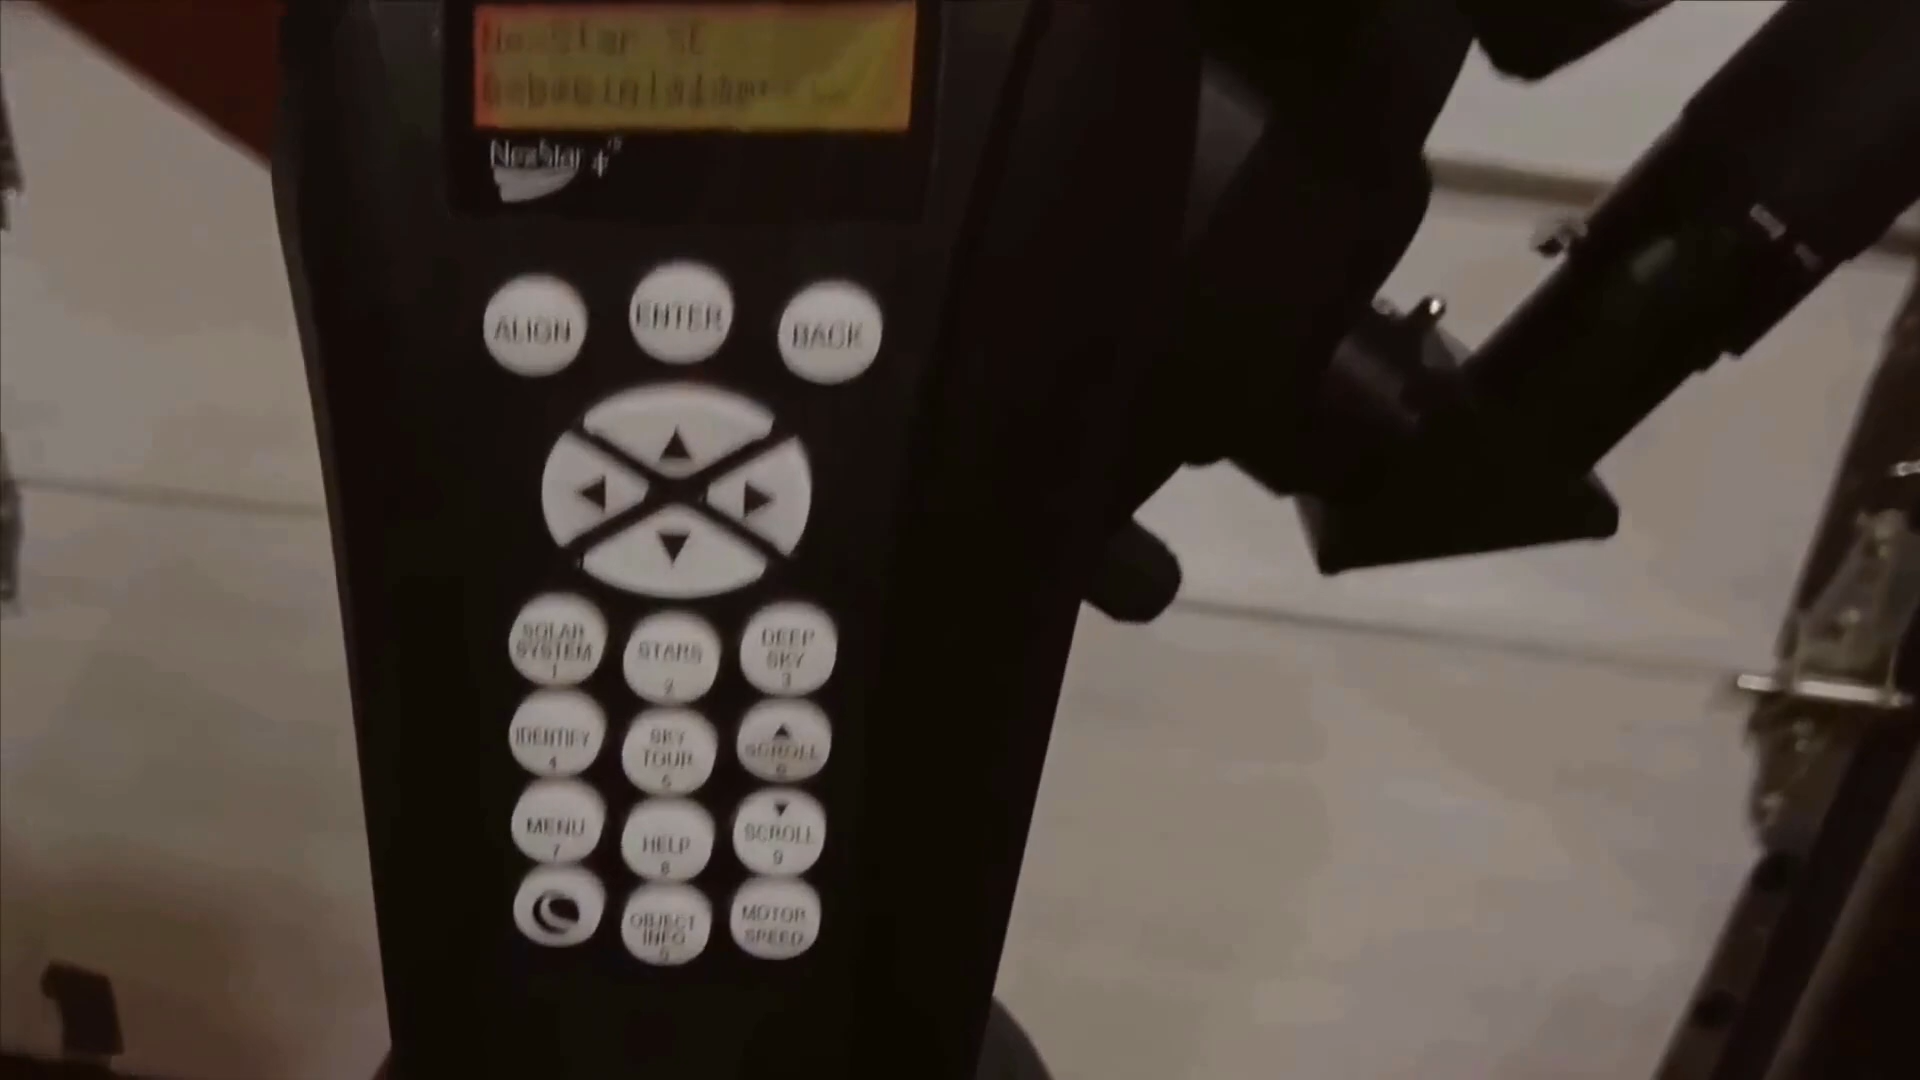 NexStar SE
NexStar +
ALIGN
ENTER
BACK
SOLAR
SYSTEM
1
STARS
2
DEEP
SKY
3
IDENTIFY
4
SKY
TOUR
5
SCROLL
6
MENU
7
HELP
8
SCROLL
9
OBJECT
INFO
0
MOTOR
SPEED